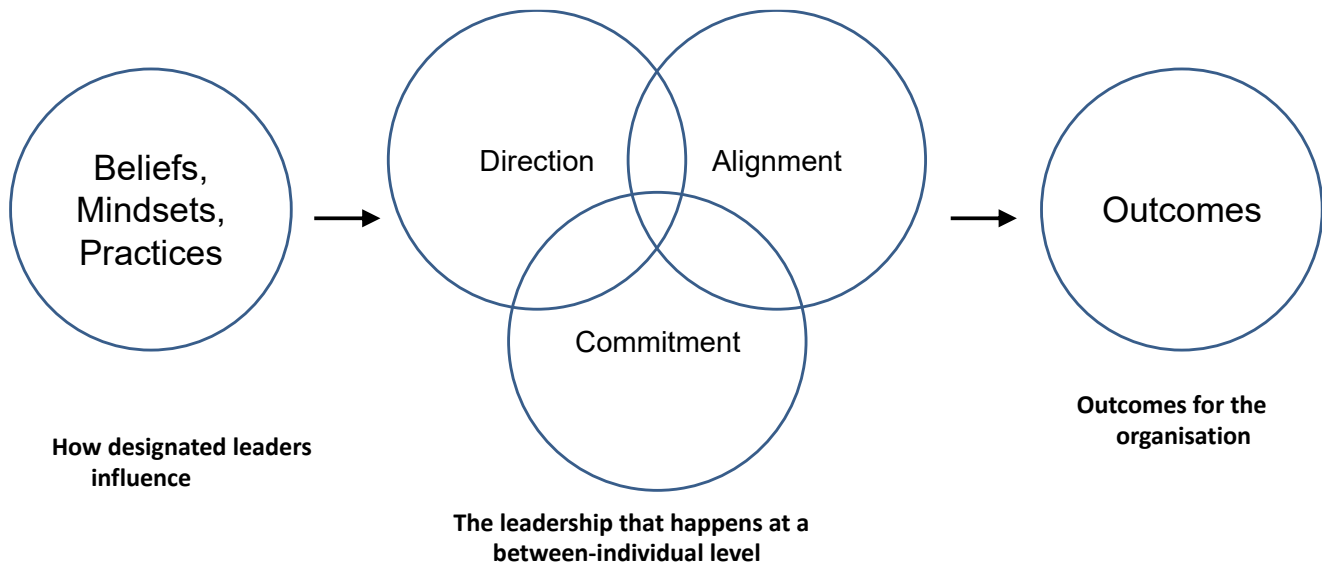 Beliefs,
Mindsets,
Practices
Direction
Alignment
Commitment
Outcomes
How designated leaders
influence
The leadership that happens at a
between-individual level
Outcomes for the
organisation